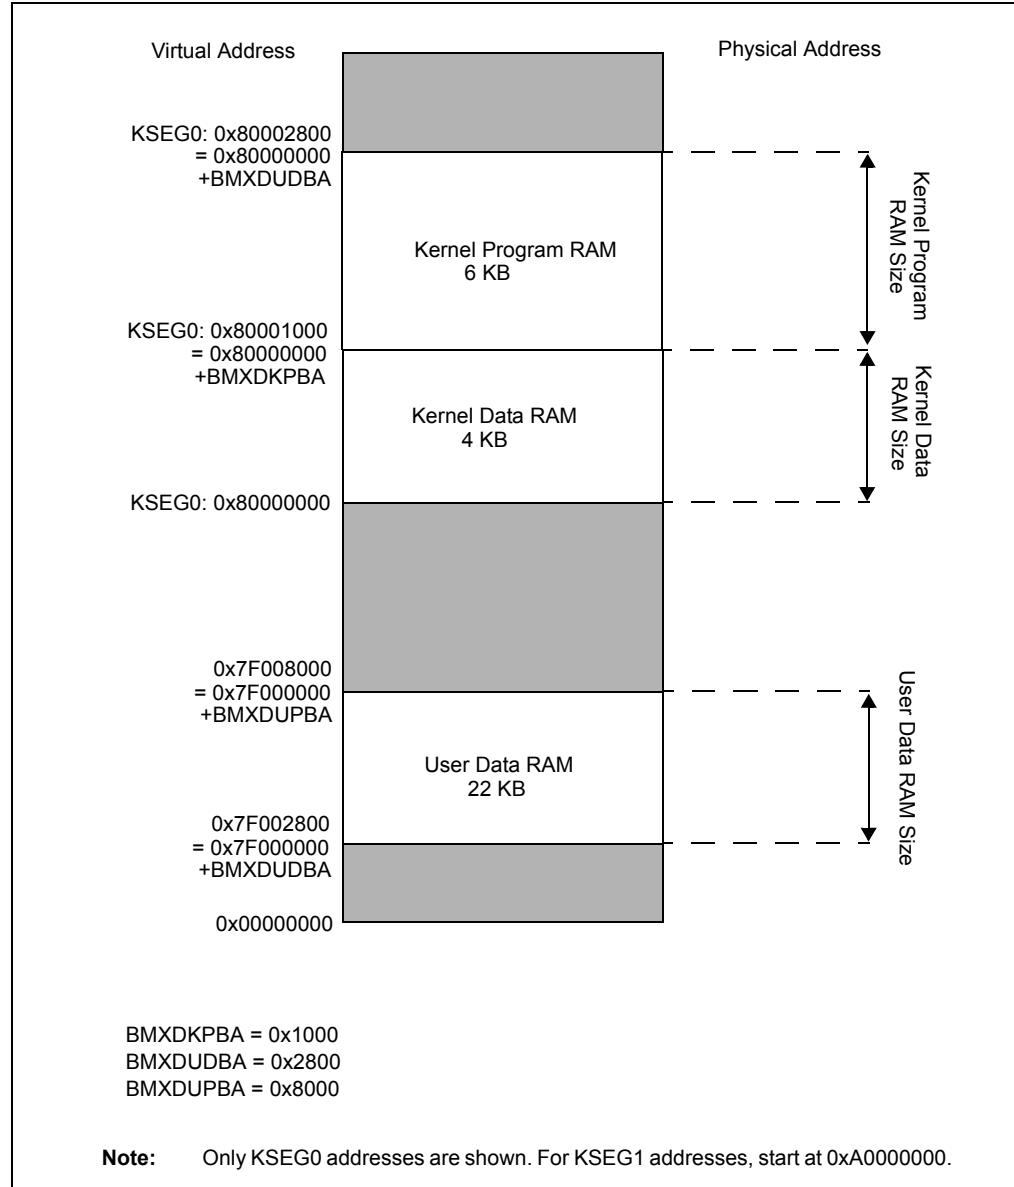 Virtual Address
Physical Address
KSEG0: 0x80002800
= 0x80000000
+BMXDUDBA
Kernel Program RAM
6 KB
Kernel Program
RAM Size
KSEG0: 0x80001000
= 0x80000000
+BMXDKPBA
Kernel Data RAM
4 KB
Kernel Data
RAM Size
KSEG0: 0x80000000
0x7F008000
= 0x7F000000
+BMXDUPBA
User Data RAM
22 KB
User Data RAM Size
0x7F002800
= 0x7F000000
+BMXDUDBA
0x00000000
BMXDKPBA = 0x1000
BMXDUDBA = 0x2800
BMXDUPBA = 0x8000
Note: Only KSEG0 addresses are shown. For KSEG1 addresses, start at 0xA0000000.